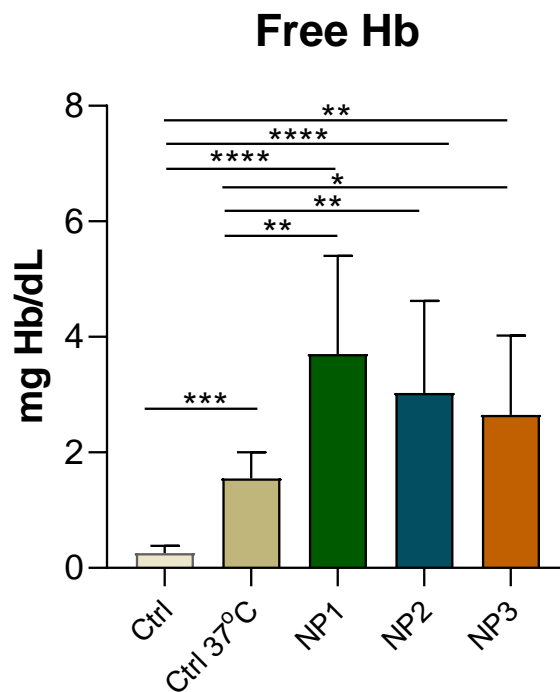 Free Hb
mg Hb/dL
8
6
4
2
0
**
****
****
*
**
**
***
Ctrl
Ctrl 37°C
NP1
NP2
NP3